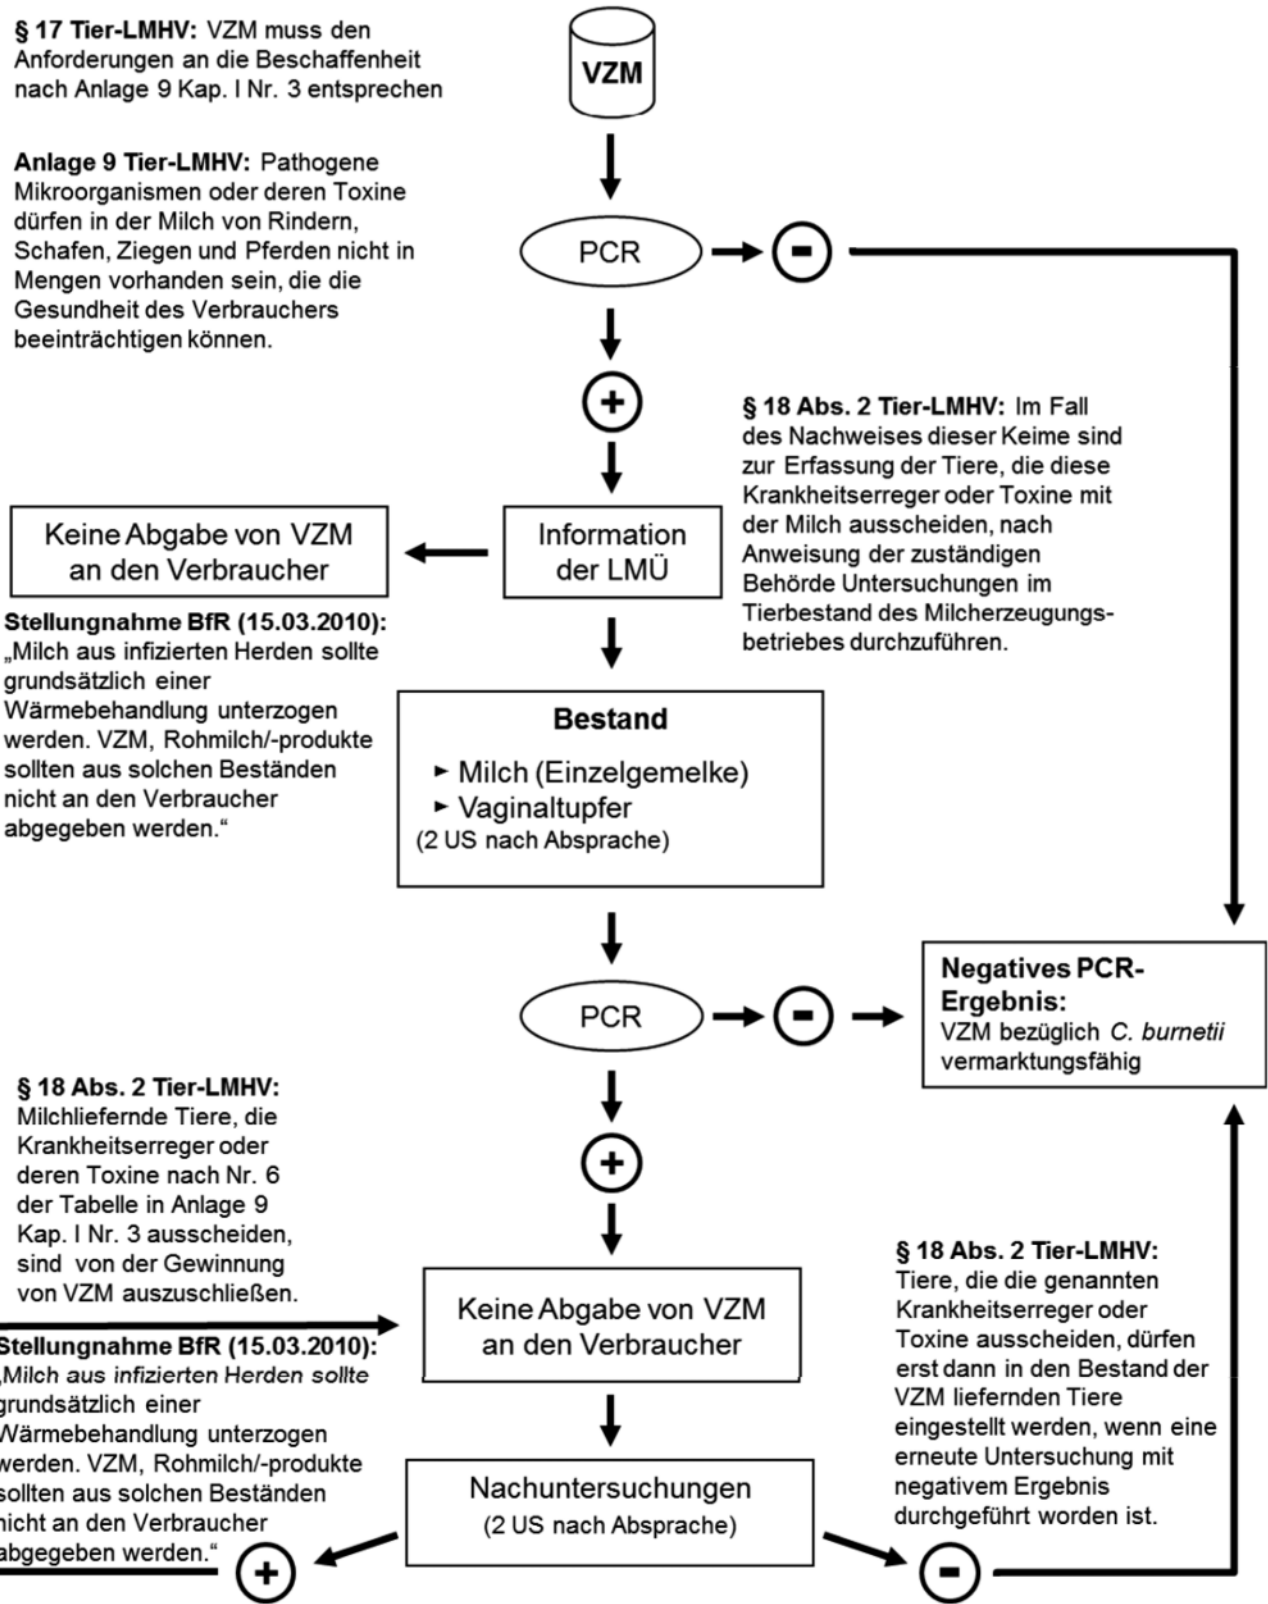 § 17 Tier-LMHV: VZM muss den
Anforderungen an die Beschaffenheit
nach Anlage 9 Kap. I Nr. 3 entsprechen
VZM
Anlage 9 Tier-LMHV: Pathogene
Mikroorganismen oder deren Toxine
dürfen in der Milch von Rindern,
Schafen, Ziegen und Pferden nicht in
Mengen vorhanden sein, die die
Gesundheit des Verbrauchers
beeinträchtigen können.
PCR
-
+
§ 18 Abs. 2 Tier-LMHV: Im Fall
des Nachweises dieser Keime sind
zur Erfassung der Tiere, die diese
Krankheitserreger oder Toxine mit
der Milch ausscheiden, nach
Anweisung der zuständigen
Behörde Untersuchungen im
Tierbestand des Milcherzeugungs-
betriebes durchzuführen.
Information
der LMÜ
Keine Abgabe von VZM
an den Verbraucher
Stellungnahme BfR (15.03.2010):
„Milch aus infizierten Herden sollte
grundsätzlich einer
Wärmebehandlung unterzogen
werden. VZM, Rohmilch/-produkte
sollten aus solchen Beständen
nicht an den Verbraucher
abgegeben werden.“
Bestand
► Milch (Einzelgemelke)
► Vaginaltupfer
(2 US nach Absprache)
PCR
-
Negatives PCR-
Ergebnis:
VZM bezüglich C. burnetii
vermarktungsfähig
+
§ 18 Abs. 2 Tier-LMHV:
Milchliefernde Tiere, die
Krankheitserreger oder
deren Toxine nach Nr. 6
der Tabelle in Anlage 9
Kap. I Nr. 3 ausscheiden,
sind von der Gewinnung
von VZM auszuschließen.
Keine Abgabe von VZM
an den Verbraucher
Stellungnahme BfR (15.03.2010):
„Milch aus infizierten Herden sollte
grundsätzlich einer
Wärmebehandlung unterzogen
werden. VZM, Rohmilch/-produkte
sollten aus solchen Beständen
nicht an den Verbraucher
abgegeben werden.“
§ 18 Abs. 2 Tier-LMHV:
Tiere, die die genannten
Krankheitserreger oder
Toxine ausscheiden, dürfen
erst dann in den Bestand der
VZM liefernden Tiere
eingestellt werden, wenn eine
erneute Untersuchung mit
negativem Ergebnis
durchgeführt worden ist.
Nachuntersuchungen
(2 US nach Absprache)
+
-